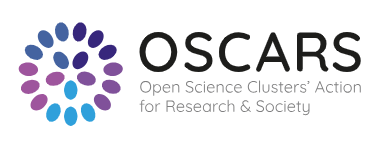 OSCARS
Open Science Clusters’ Action
for Research & Society